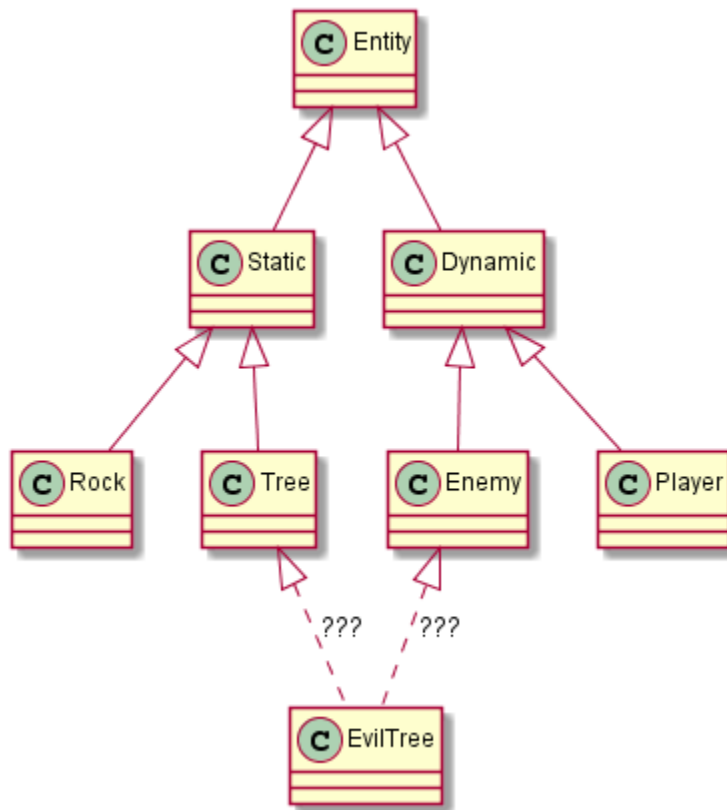 C Entity
C Static
C Dynamic
C Rock
C Tree
C Enemy
C Player
???
???
C EvilTree